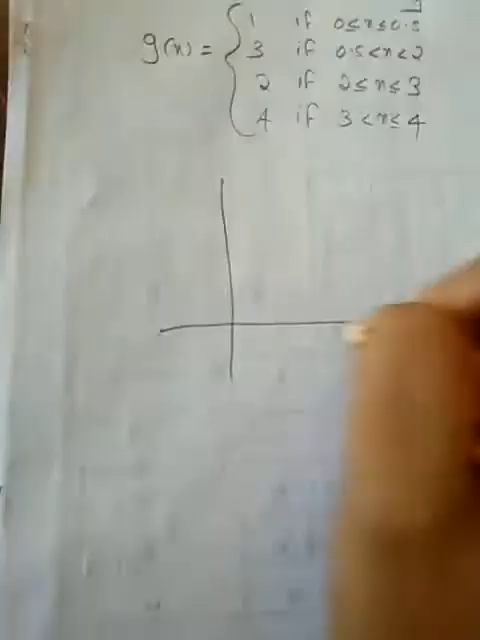 g(x) = { 1 if 0≤x≤0.5
3 if 0.5<x<2
2 if 2≤x≤3
4 if 3<x≤4